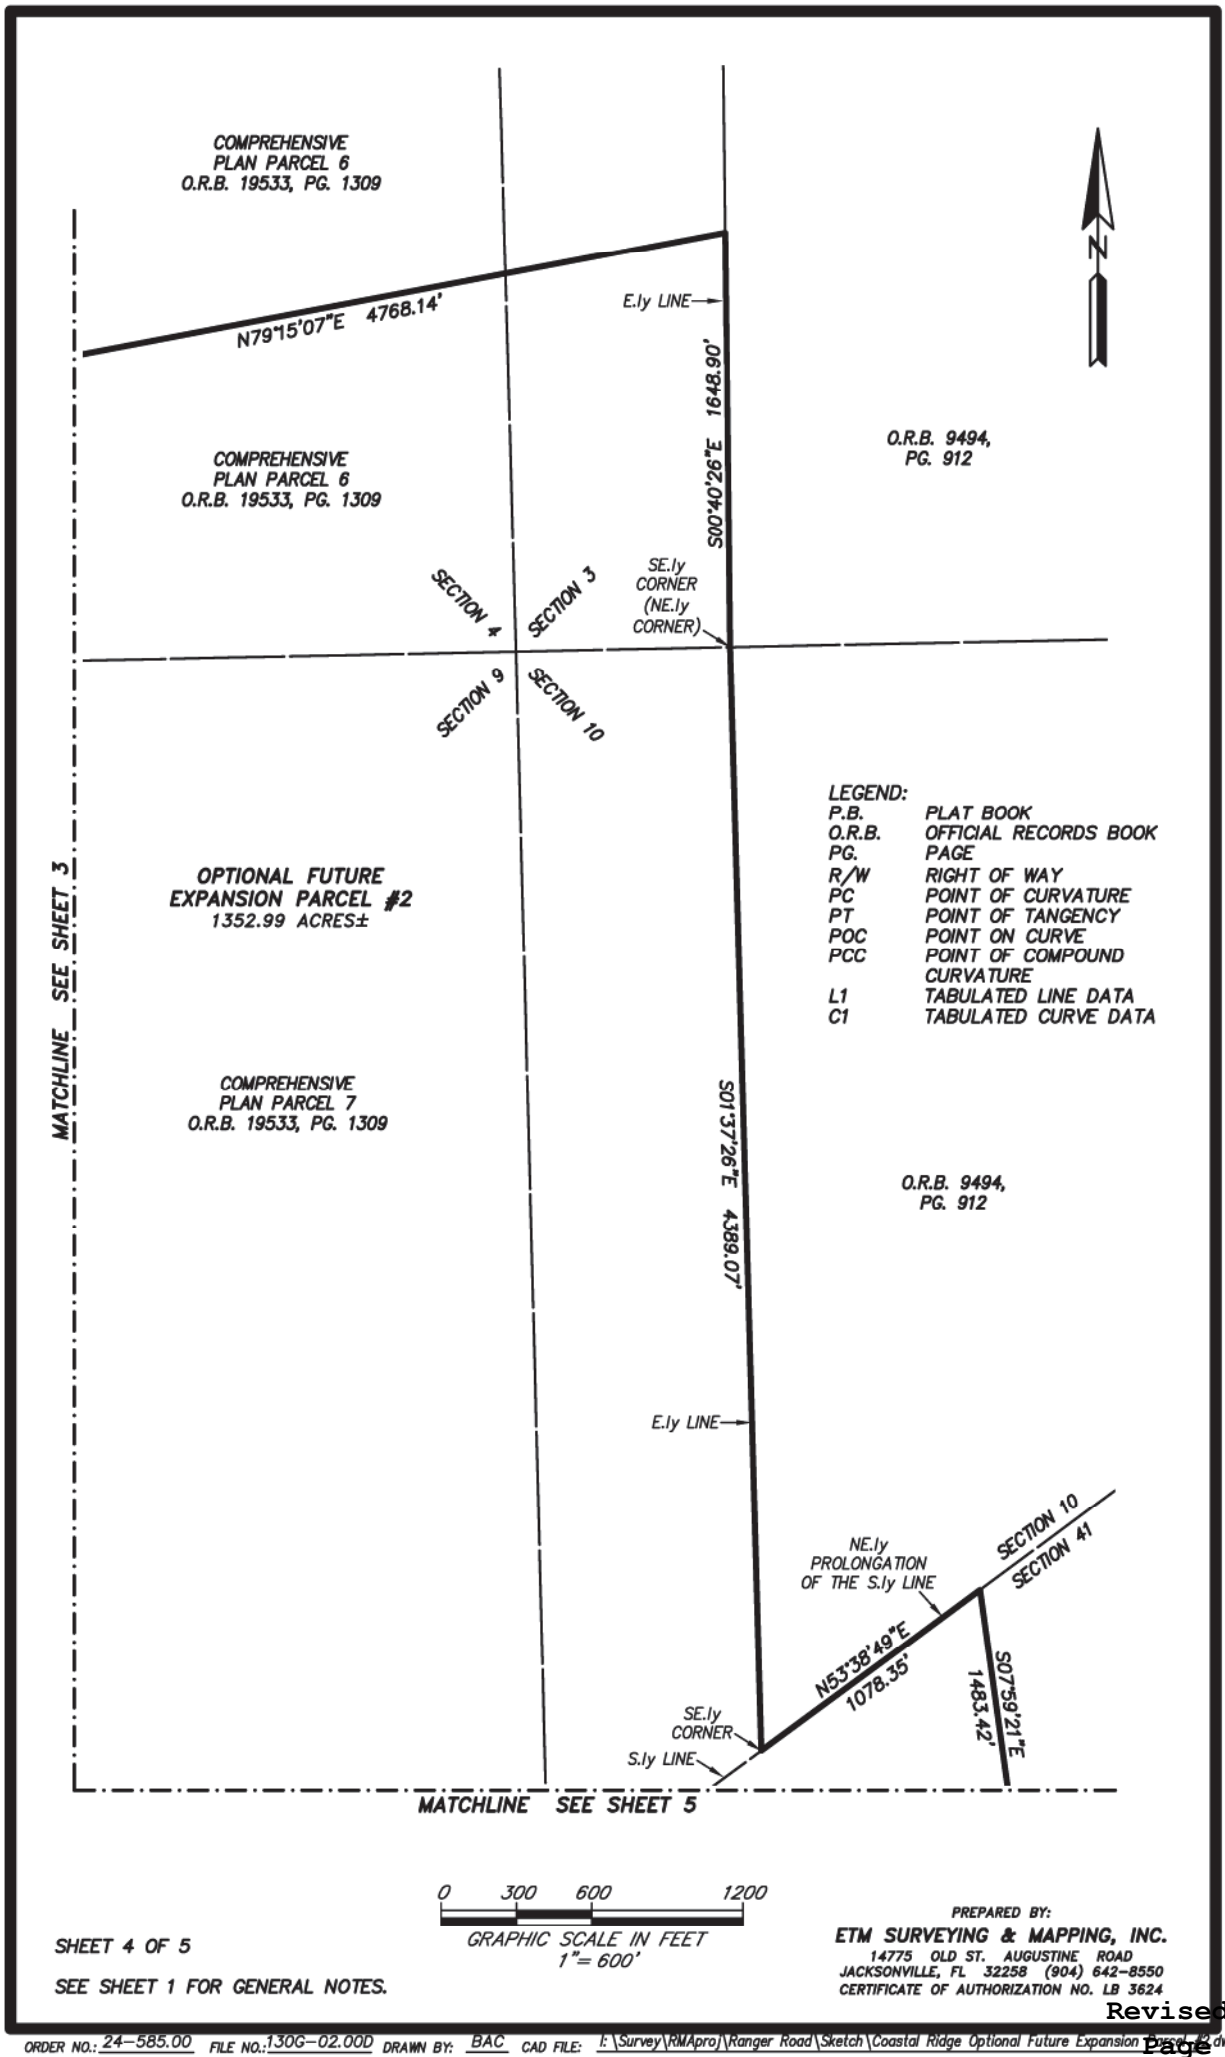 COMPREHENSIVE
PLAN PARCEL 6
O.R.B. 19533, PG. 1309
N
E.ly LINE
N79°15'07"E 4768.14'
S00°40'26"E 1648.90'
O.R.B. 9494,
PG. 912
COMPREHENSIVE
PLAN PARCEL 6
O.R.B. 19533, PG. 1309
SE.ly
CORNER
(NE.ly
CORNER)
SECTION 4
SECTION 3
SECTION 9
SECTION 10
LEGEND:
P.B. PLAT BOOK
O.R.B. OFFICIAL RECORDS BOOK
PG. PAGE
R/W RIGHT OF WAY
PC POINT OF CURVATURE
PT POINT OF TANGENCY
POC POINT ON CURVE
PCC POINT OF COMPOUND
CURVATURE
L1 TABULATED LINE DATA
C1 TABULATED CURVE DATA
OPTIONAL FUTURE
EXPANSION PARCEL #2
1352.99 ACRES±
MATCHLINE SEE SHEET 3
COMPREHENSIVE
PLAN PARCEL 7
O.R.B. 19533, PG. 1309
S01°37'26"E 4389.07'
O.R.B. 9494,
PG. 912
E.ly LINE
SECTION 10
SECTION 41
NE.ly
PROLONGATION
OF THE S.ly LINE
N53°38'49"E
1078.35'
S07°59'21"E
1483.42'
SE.ly
CORNER
S.ly LINE
MATCHLINE SEE SHEET 5
0 300 600 1200
GRAPHIC SCALE IN FEET
1"= 600'
SHEET 4 OF 5
SEE SHEET 1 FOR GENERAL NOTES.
PREPARED BY:
ETM SURVEYING & MAPPING, INC.
14775 OLD ST. AUGUSTINE ROAD
JACKSONVILLE, FL 32258 (904) 642-8550
CERTIFICATE OF AUTHORIZATION NO. LB 3624
Revised
Page
ORDER NO.: 24-585.00 FILE NO.: 130G-02.00D DRAWN BY: BAC CAD FILE: I:\Survey\RMAproj\Ranger Road\Sketch\Coastal Ridge Optional Future Expansion